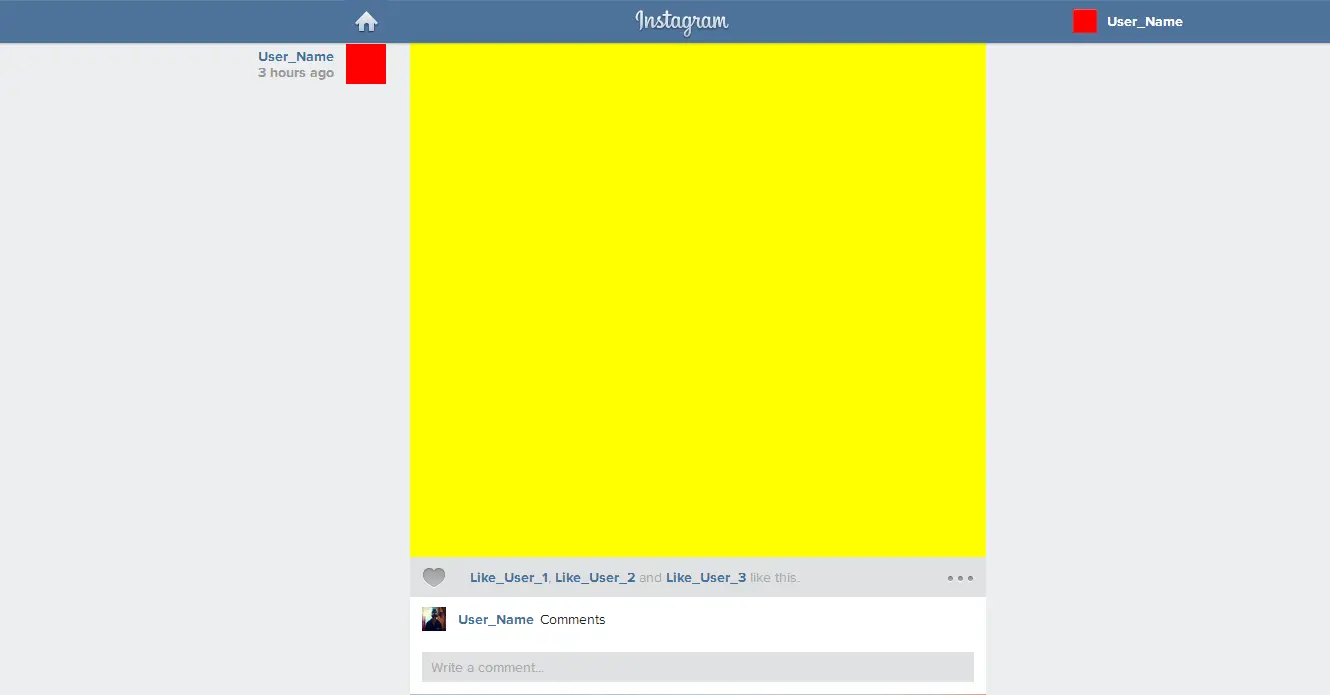 Instagram
User_Name
User_Name
3 hours ago
Like_User_1, Like_User_2 and Like_User_3 like this.
User_Name Comments
Write a comment...